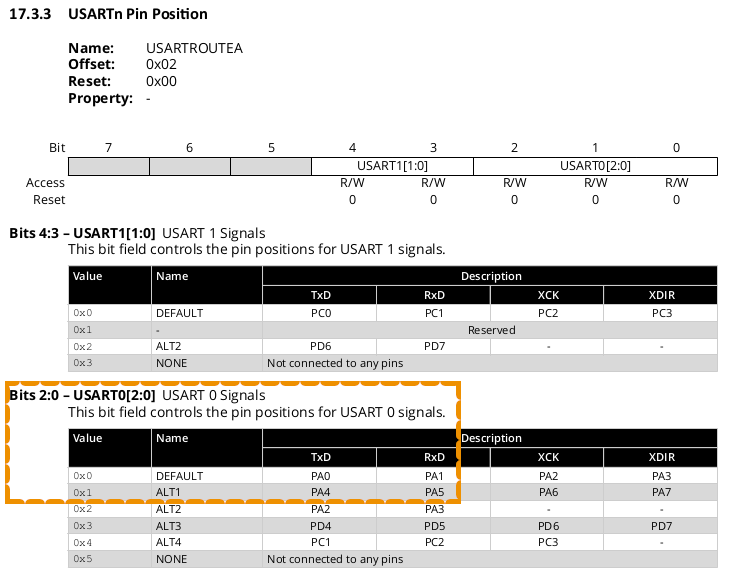 17.3.3 USARTn Pin Position
Name: USARTROUTEA
Offset: 0x02
Reset: 0x00
Property: -
Bit 7 6 5 4 3 2 1 0
USART1[1:0] USART0[2:0]
Access R/W R/W R/W R/W R/W
Reset 0 0 0 0 0
Bits 4:3 – USART1[1:0] USART 1 Signals
This bit field controls the pin positions for USART 1 signals.
Value Name Description
TxD RxD XCK XDIR
0x0 DEFAULT PC0 PC1 PC2 PC3
0x1 - Reserved
0x2 ALT2 PD6 PD7 - -
0x3 NONE Not connected to any pins
Bits 2:0 – USART0[2:0] USART 0 Signals
This bit field controls the pin positions for USART 0 signals.
Value Name Description
TxD RxD XCK XDIR
0x0 DEFAULT PA0 PA1 PA2 PA3
0x1 ALT1 PA4 PA5 PA6 PA7
0x2 ALT2 PA2 PA3 - -
0x3 ALT3 PD4 PD5 PD6 PD7
0x4 ALT4 PC1 PC2 PC3 -
0x5 NONE Not connected to any pins